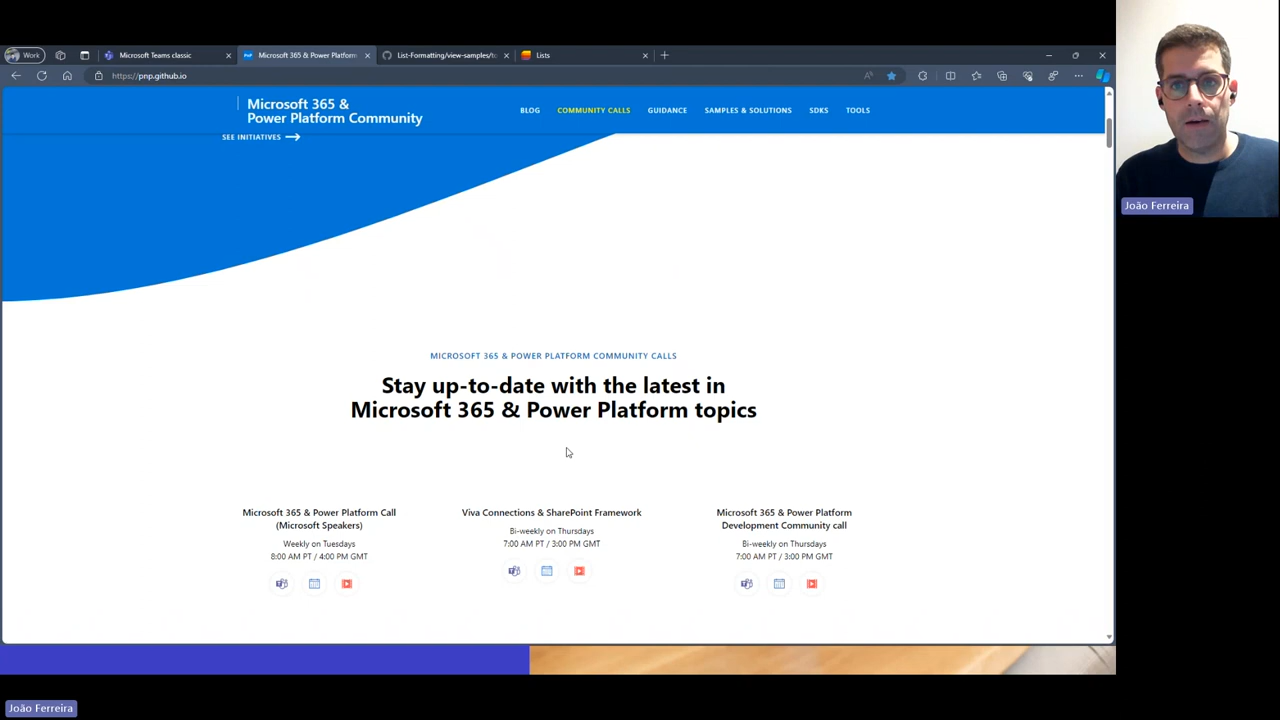 Work
Microsoft Teams classic
Microsoft 365 & Power Platform
List-Formatting/view-samples/te
Lists
https://pnp.github.io
Microsoft 365 &
Power Platform Community
BLOG
COMMUNITY CALLS
GUIDANCE
SAMPLES & SOLUTIONS
SDKS
TOOLS
SEE INITIATIVES
MICROSOFT 365 & POWER PLATFORM COMMUNITY CALLS
Stay up-to-date with the latest in
Microsoft 365 & Power Platform topics
Microsoft 365 & Power Platform Call
(Microsoft Speakers)
Weekly on Tuesdays
8:00 AM PT / 4:00 PM GMT
Viva Connections & SharePoint Framework
Bi-weekly on Thursdays
7:00 AM PT / 3:00 PM GMT
Microsoft 365 & Power Platform
Development Community call
Bi-weekly on Thursdays
7:00 AM PT / 3:00 PM GMT
João Ferreira
João Ferreira